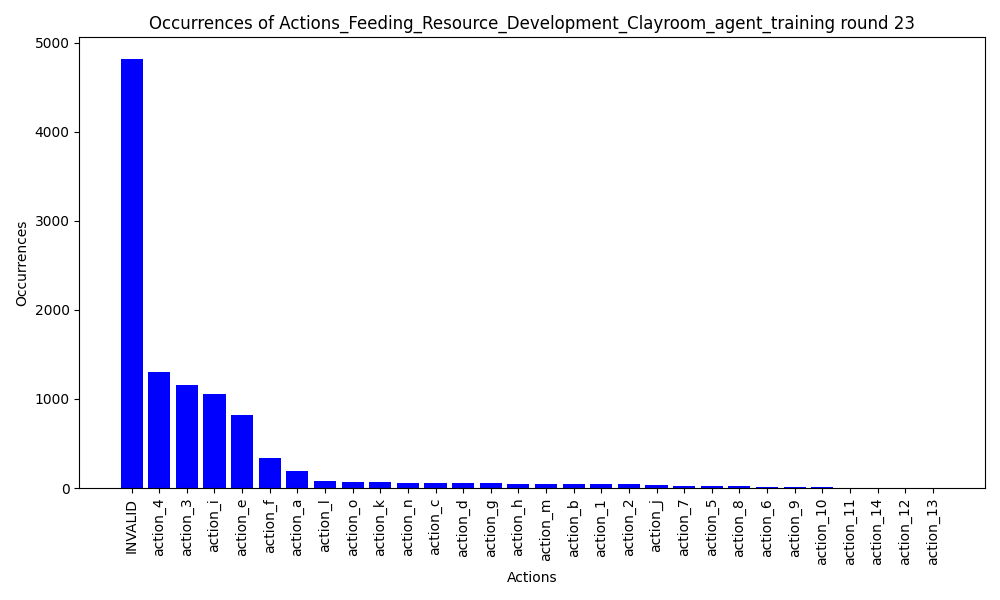 Occurrences of Actions_Feeding_Resource_Development_Clayroom_agent_training round 23
5000
4000
3000
2000
1000
0
Occurrences
INVALID
action_4
action_3
action_i
action_e
action_f
action_a
action_l
action_o
action_k
action_n
action_c
action_d
action_g
action_h
action_m
action_b
action_1
action_2
action_j
action_7
action_5
action_8
action_6
action_9
action_10
action_11
action_14
action_12
action_13
Actions